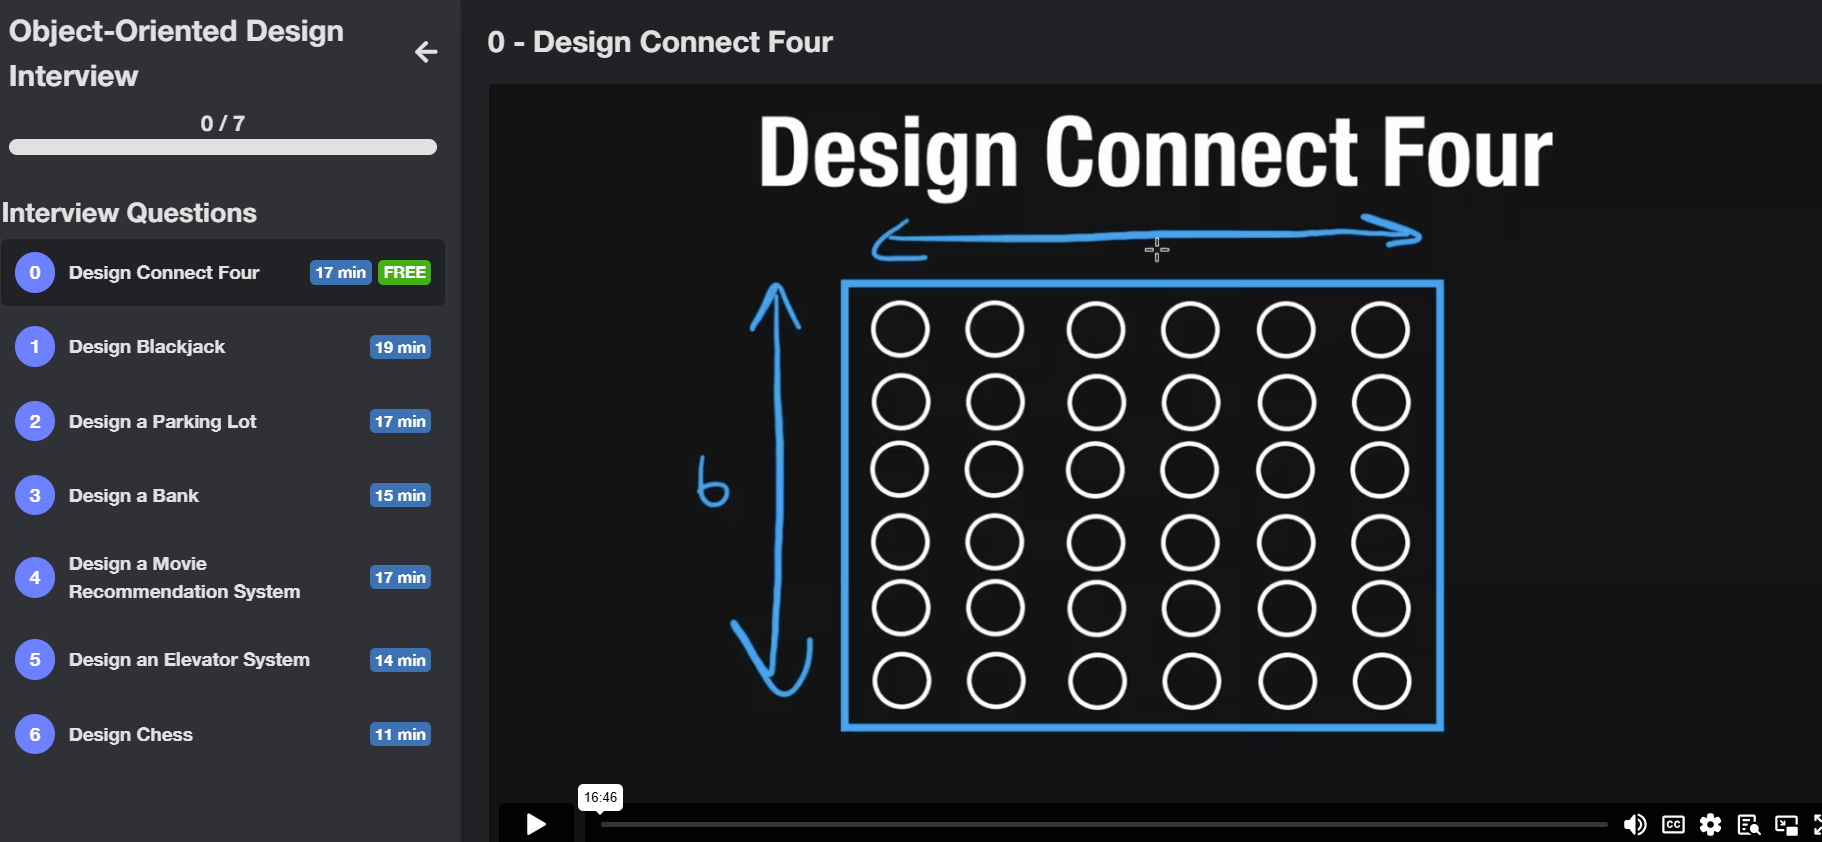 Object-Oriented Design
Interview
0 / 7
Interview Questions
0 Design Connect Four 17 min FREE
1 Design Blackjack 19 min
2 Design a Parking Lot 17 min
3 Design a Bank 15 min
4 Design a Movie
Recommendation System 17 min
5 Design an Elevator System 14 min
6 Design Chess 11 min
0 - Design Connect Four
Design Connect Four
6
16:46
CC